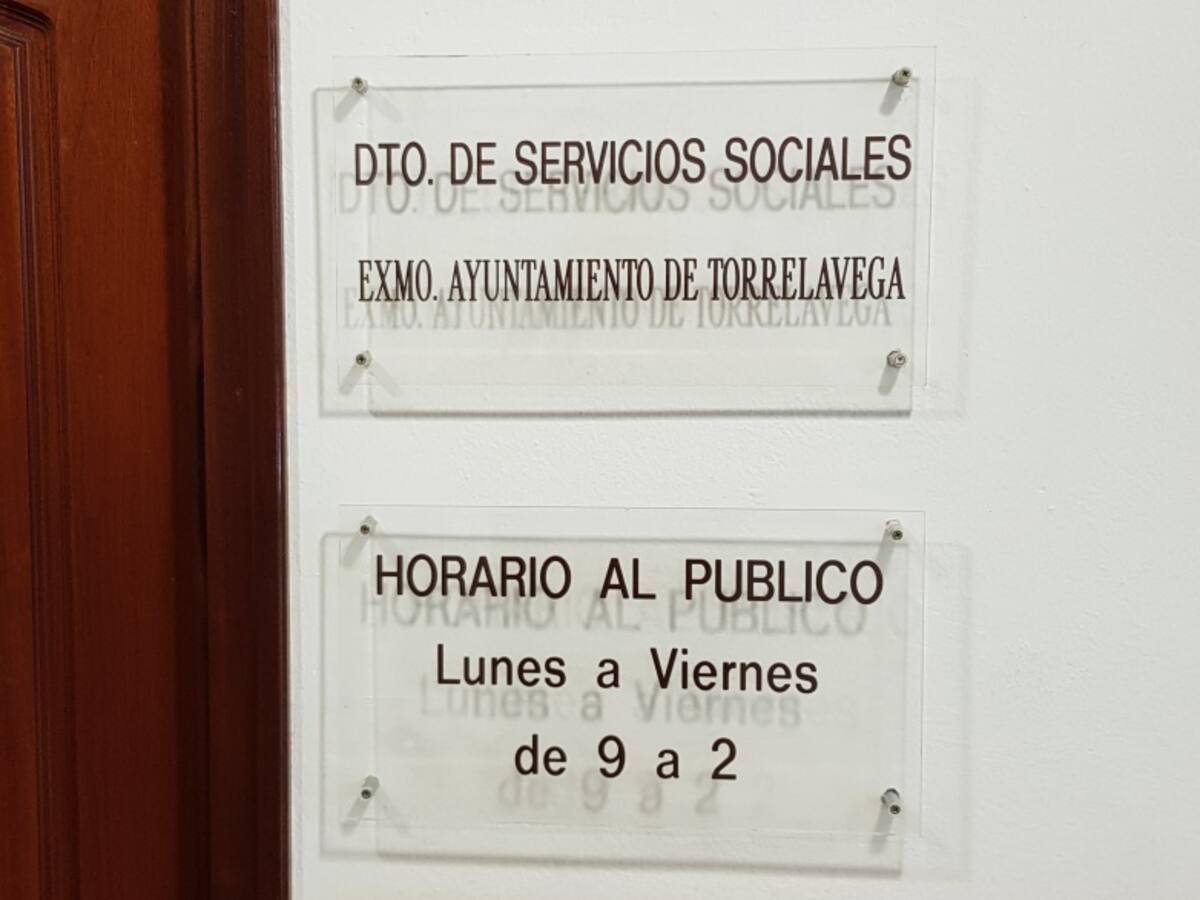 DTO. DE SERVICIOS SOCIALES
EXMO. AYUNTAMIENTO DE TORRELAVEGA
HORARIO AL PUBLICO
Lunes a Viernes
de 9 a 2